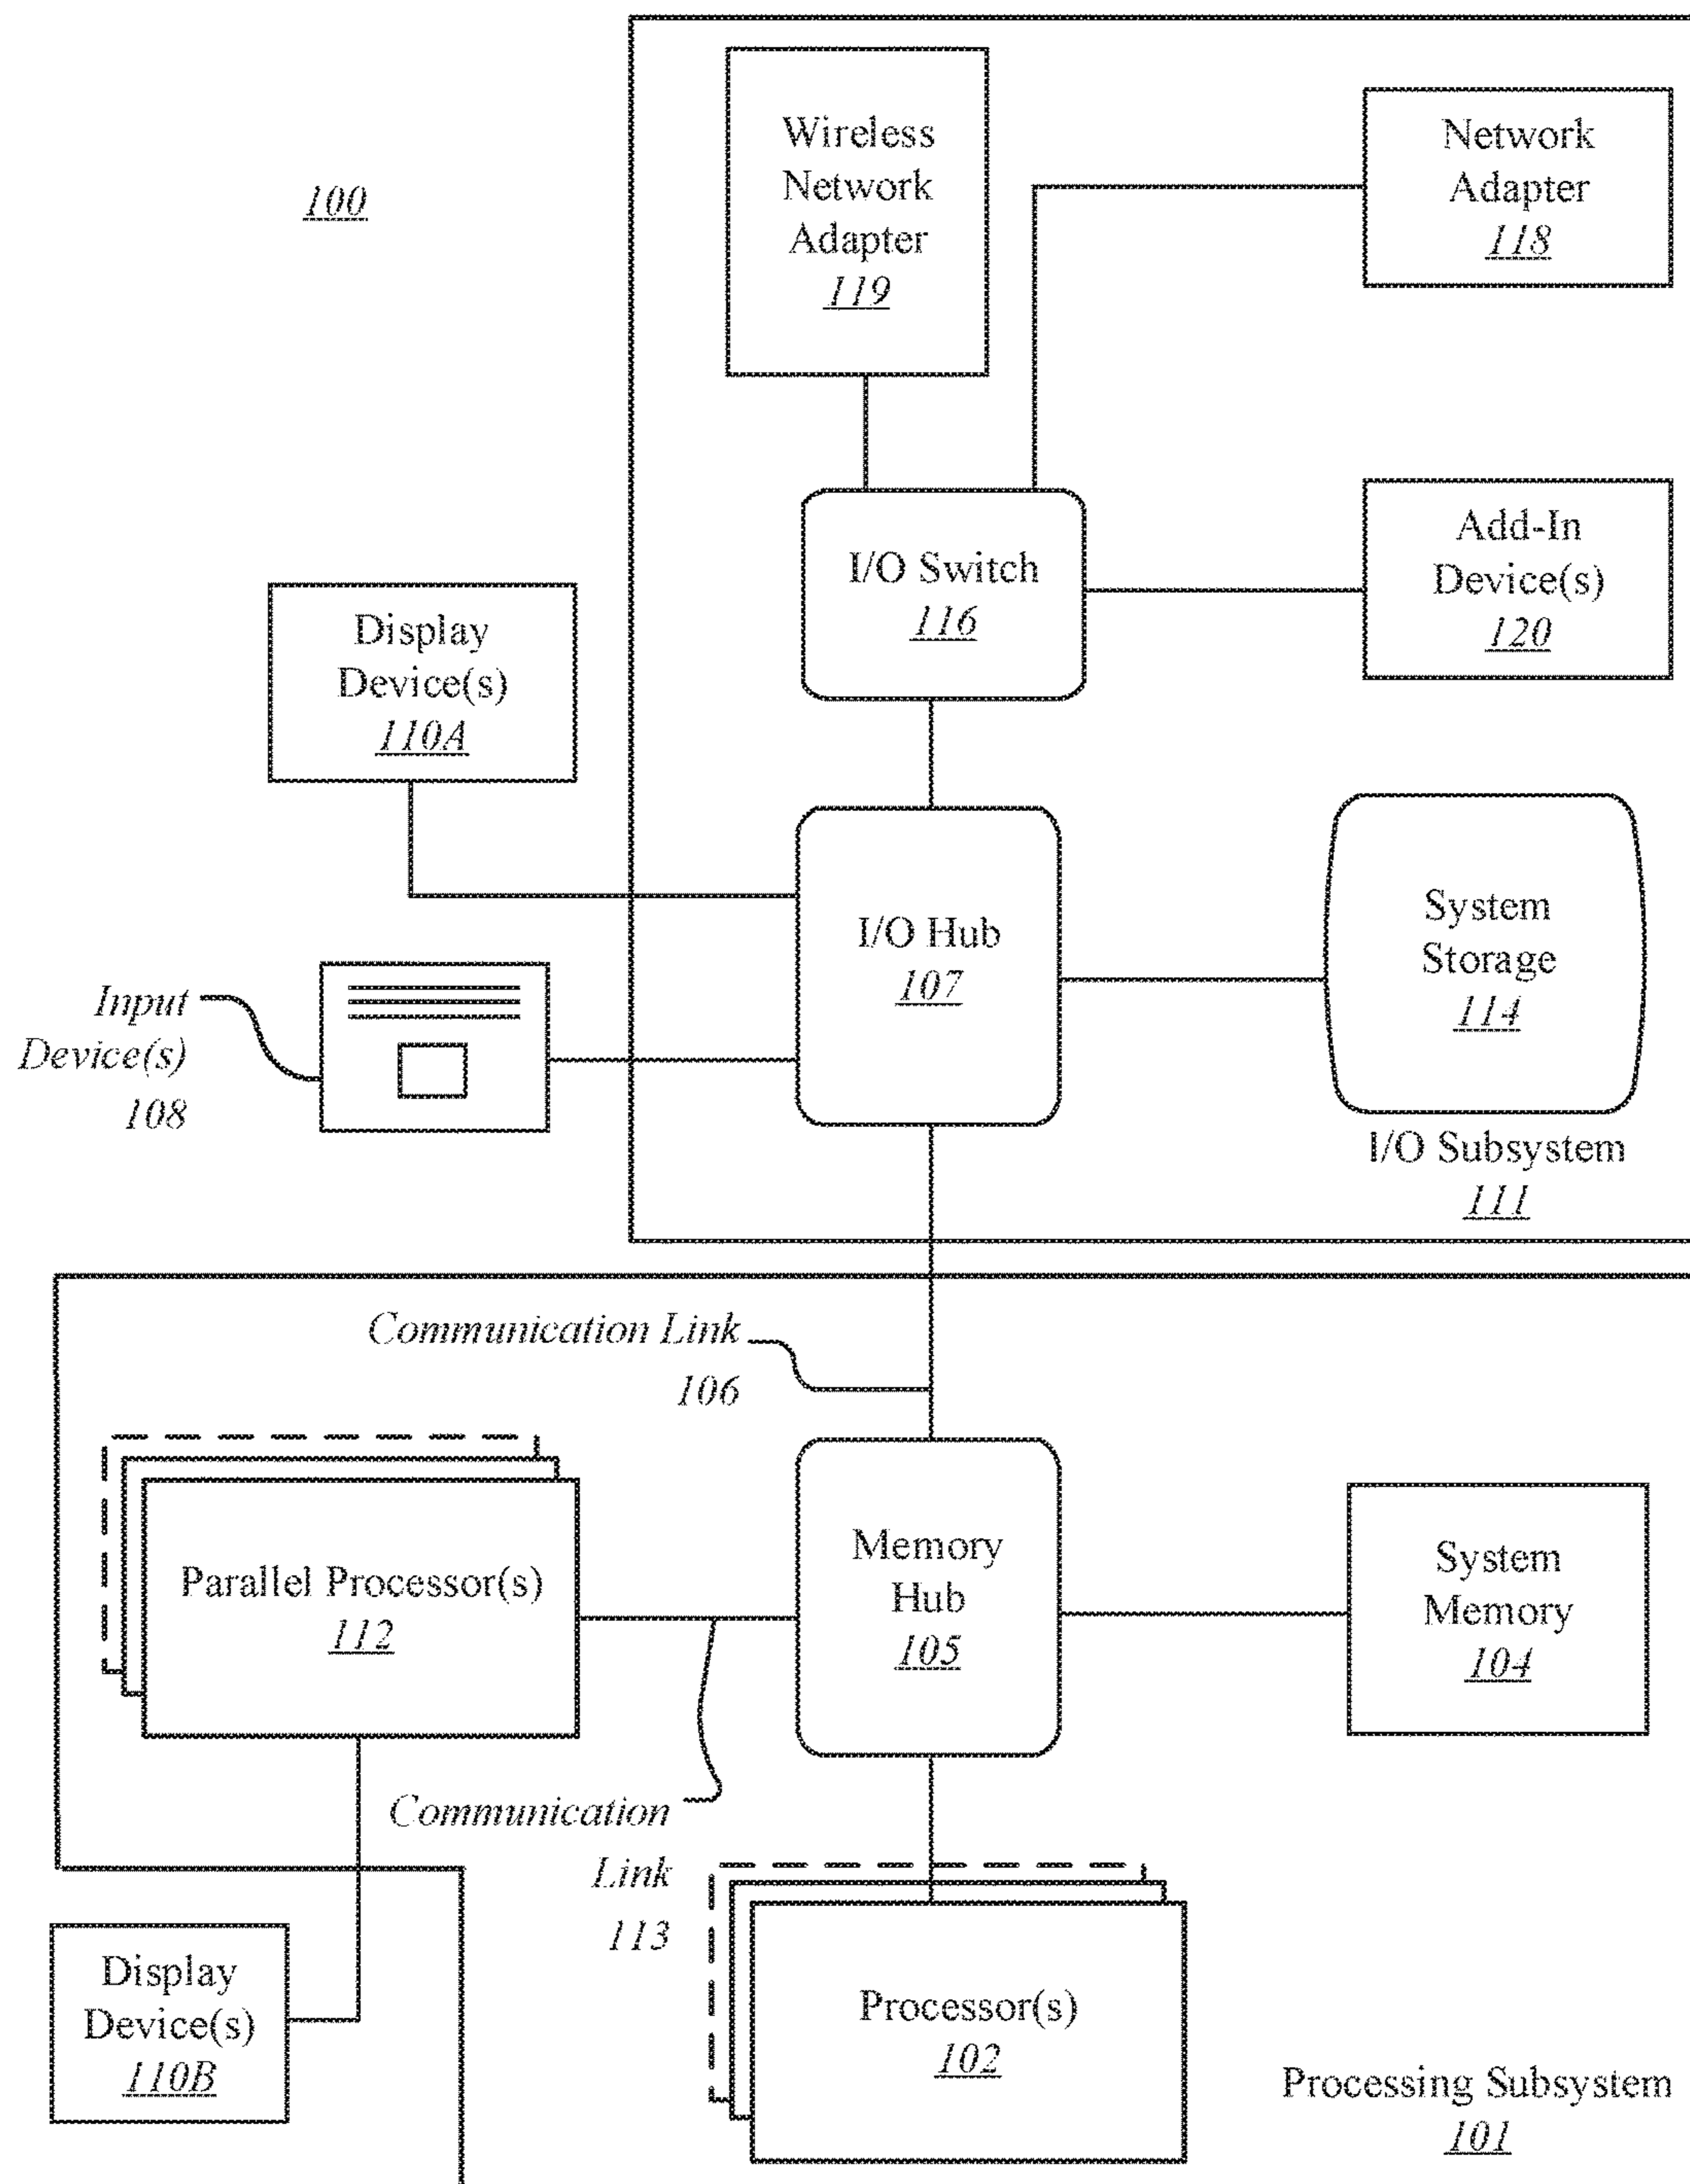 100
Wireless
Network
Adapter
119
Network
Adapter
118
I/O Switch
116
Add-In
Device(s)
120
Display
Device(s)
110A
I/O Hub
107
System
Storage
114
Input
Device(s)
108
I/O Subsystem
111
Communication Link
106
Parallel Processor(s)
112
Memory
Hub
105
System
Memory
104
Communication
Link
113
Display
Device(s)
110B
Processor(s)
102
Processing Subsystem
101